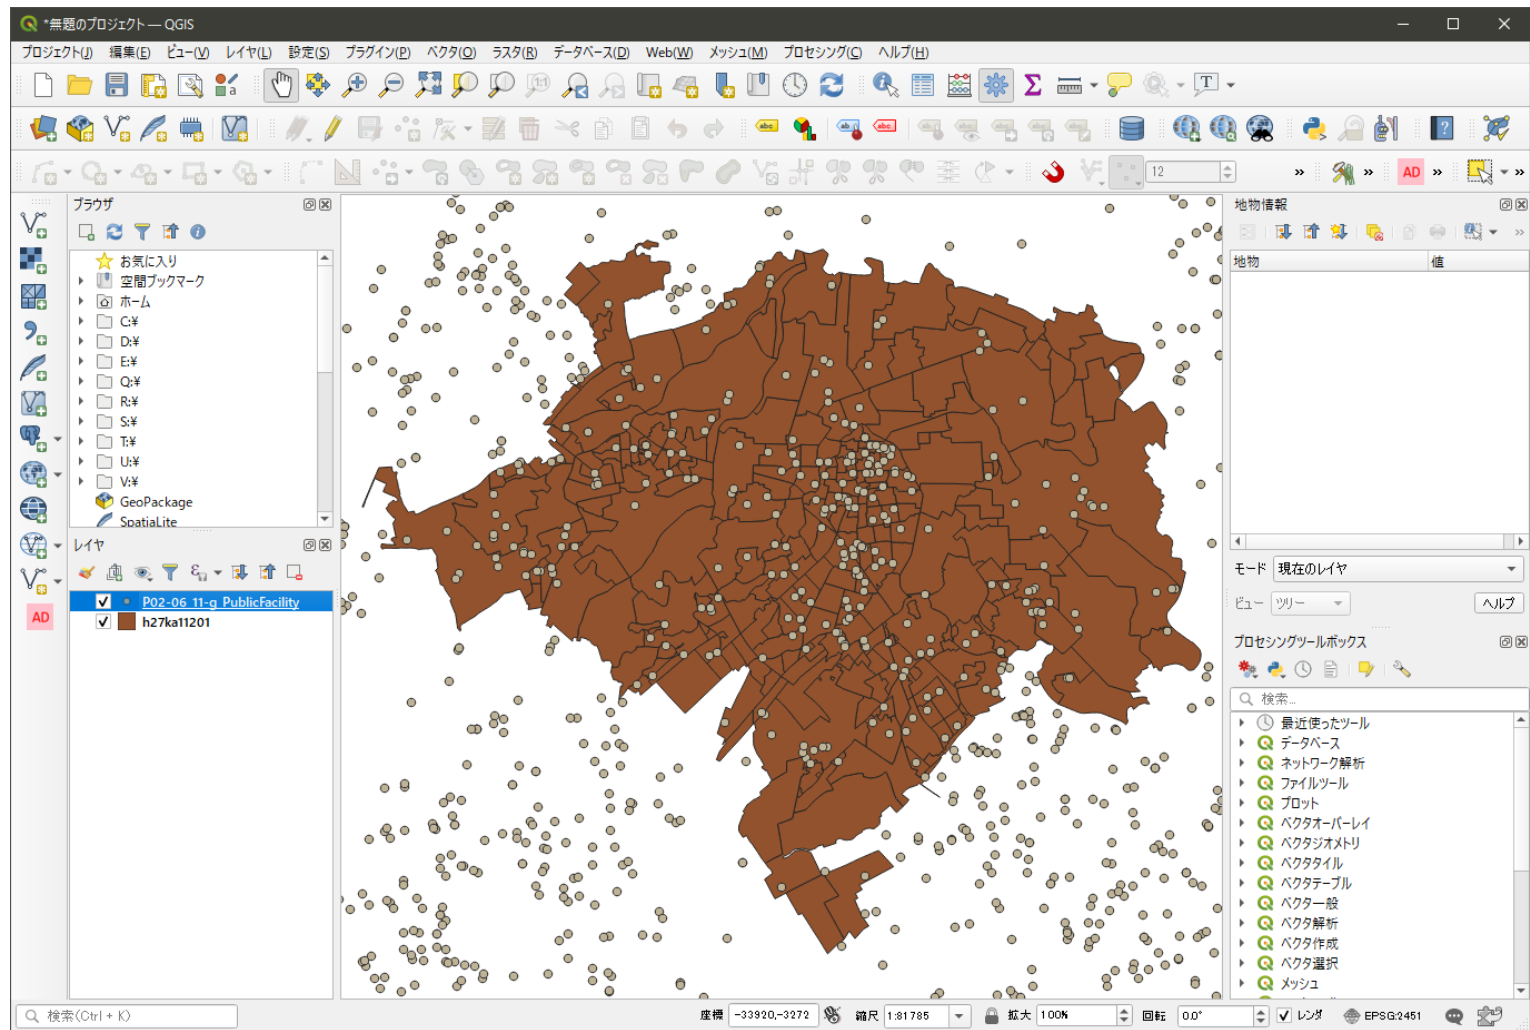 *無題のプロジェクト — QGIS
プロジェクト(J) 編集(E) ビュー(V) レイヤ(L) 設定(S) プラグイン(P) ベクタ(O) ラスタ(R) データベース(D) Web(W) メッシュ(M) プロセシング(C) ヘルプ(H)
12
AD
ブラウザ
お気に入り
空間ブックマーク
ホーム
C:¥
D:¥
E:¥
Q:¥
R:¥
S:¥
T:¥
U:¥
V:¥
GeoPackage
SpatiaLite
レイヤ
P02-06_11-g_PublicFacility
h27ka11201
AD
地物情報
地物 値
モード 現在のレイヤ
ビュー ツリー ヘルプ
プロセシングツールボックス
検索...
最近使ったツール
データベース
ネットワーク解析
ファイルツール
プロット
ベクタオーバーレイ
ベクタジオメトリ
ベクタタイル
ベクタテーブル
ベクタ一般
ベクタ解析
ベクタ作成
ベクタ選択
メッシュ
検索(Ctrl + K) 座標 -33920,-3272 縮尺 1:81785 拡大 100% 回転 0.0° レンダ EPSG:2451